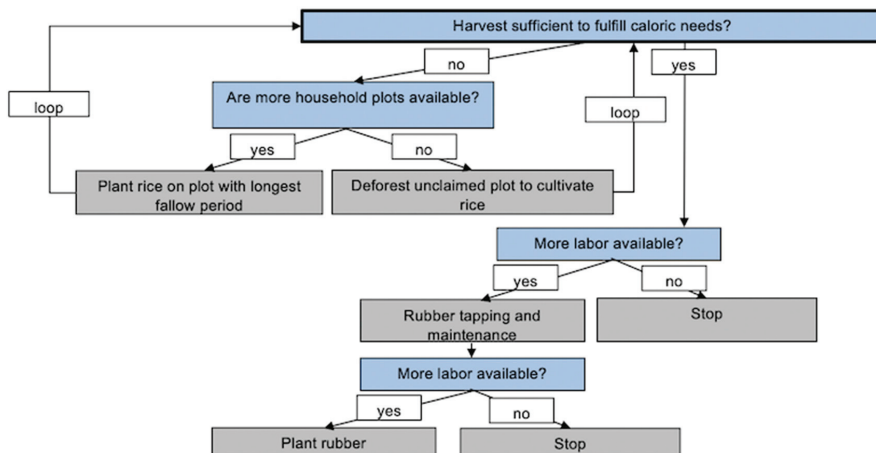 Harvest sufficient to fulfill caloric needs?
no
yes
Are more household plots available?
loop
loop
yes
no
Plant rice on plot with longest
fallow period
Deforest unclaimed plot to cultivate
rice
More labor available?
yes
no
Rubber tapping and
maintenance
Stop
More labor available?
yes
no
Plant rubber
Stop